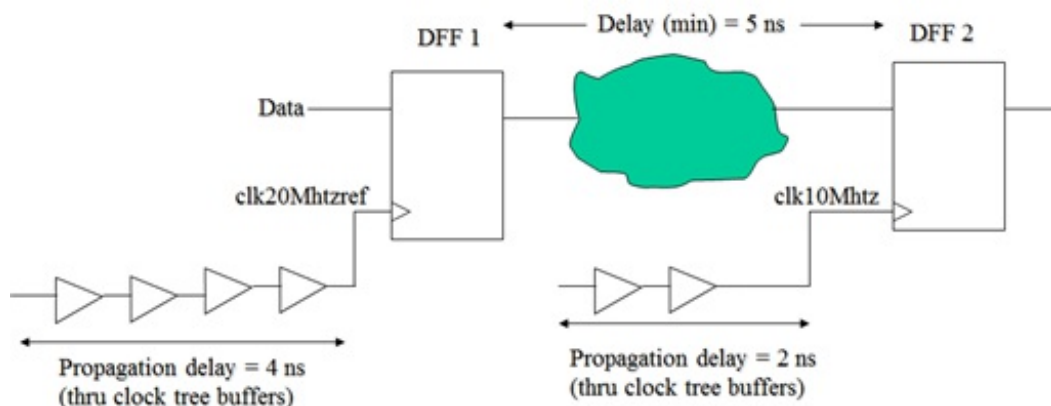 Delay (min) = 5 ns
DFF 1
DFF 2
Data
clk20Mhtzref
clk10Mhtz
Propagation delay = 4 ns
(thru clock tree buffers)
Propagation delay = 2 ns
(thru clock tree buffers)